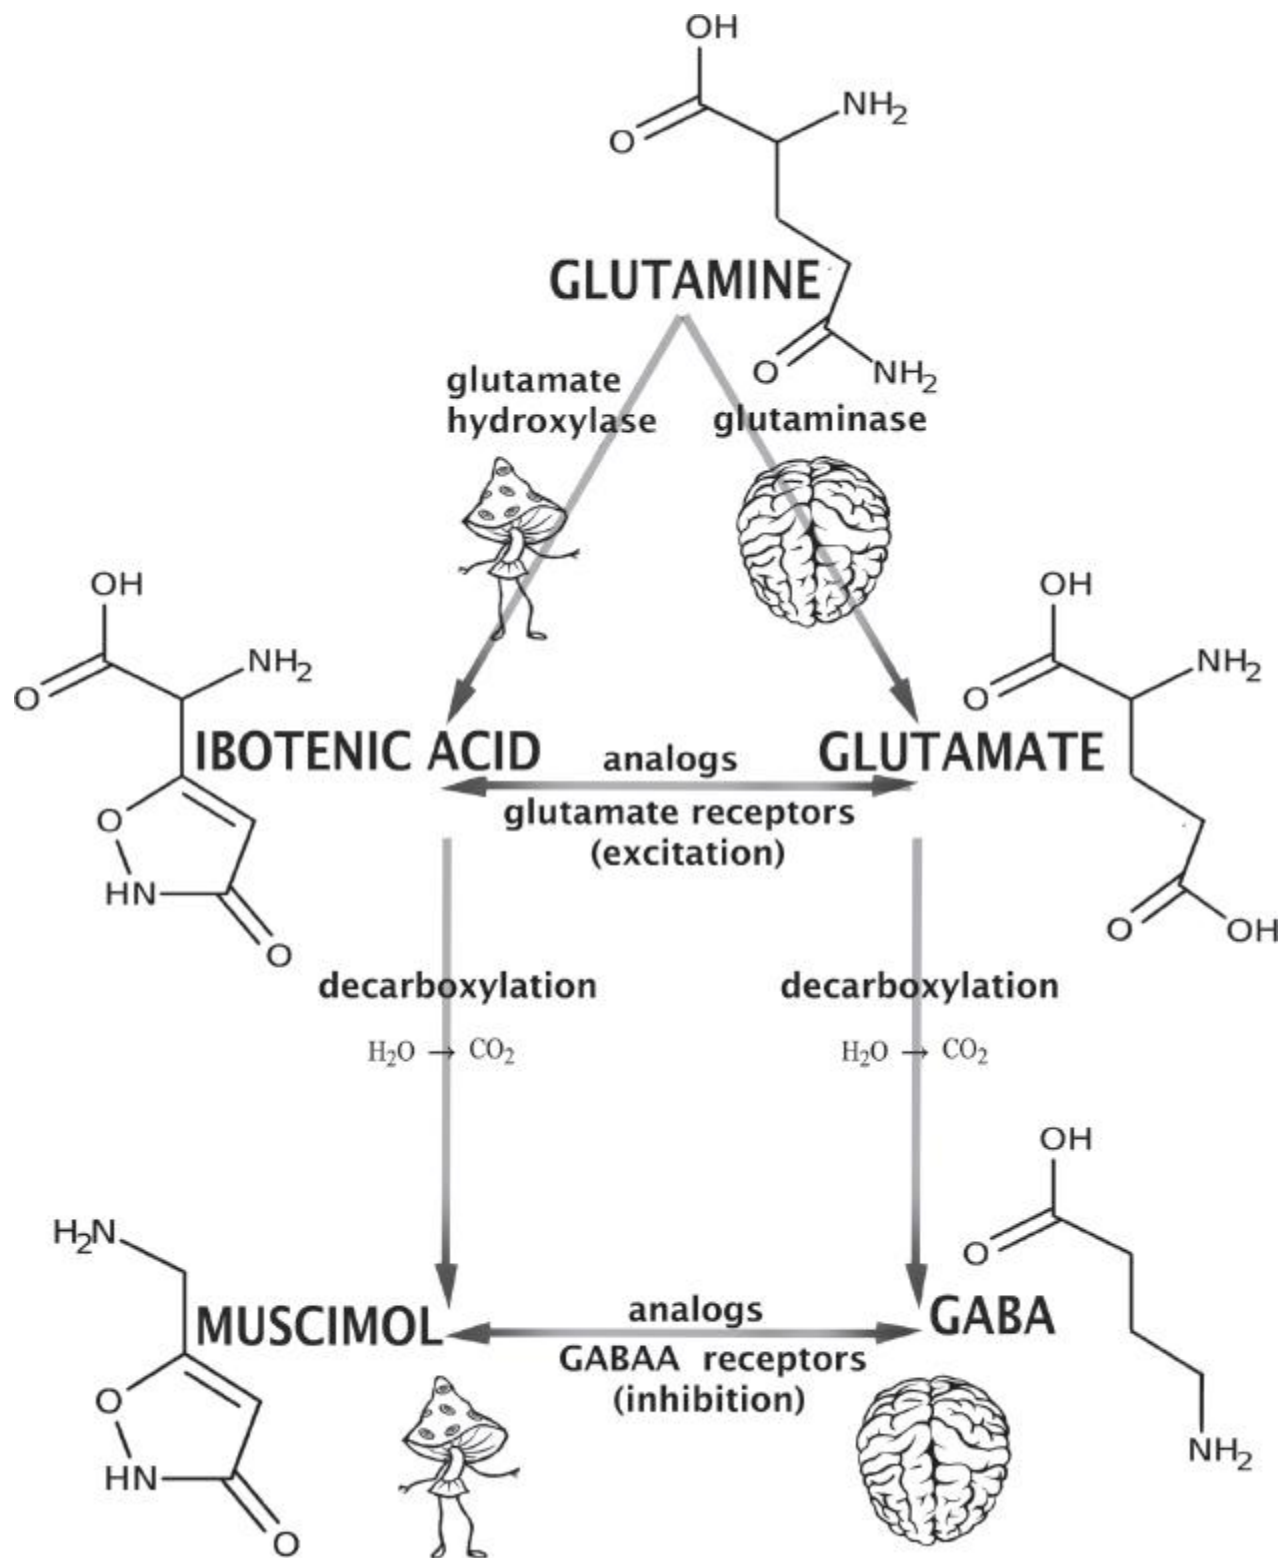 OH
O
NH₂
GLUTAMINE
O
NH₂
glutamate
hydroxylase
glutaminase
OH
O
NH₂
IBOTENIC ACID
O
HN
O
analogs
glutamate receptors
(excitation)
OH
O
NH₂
GLUTAMATE
O
OH
decarboxylation
H₂O → CO₂
decarboxylation
H₂O → CO₂
H₂N
MUSCIMOL
O
HN
O
analogs
GABAA receptors
(inhibition)
OH
O
GABA
NH₂